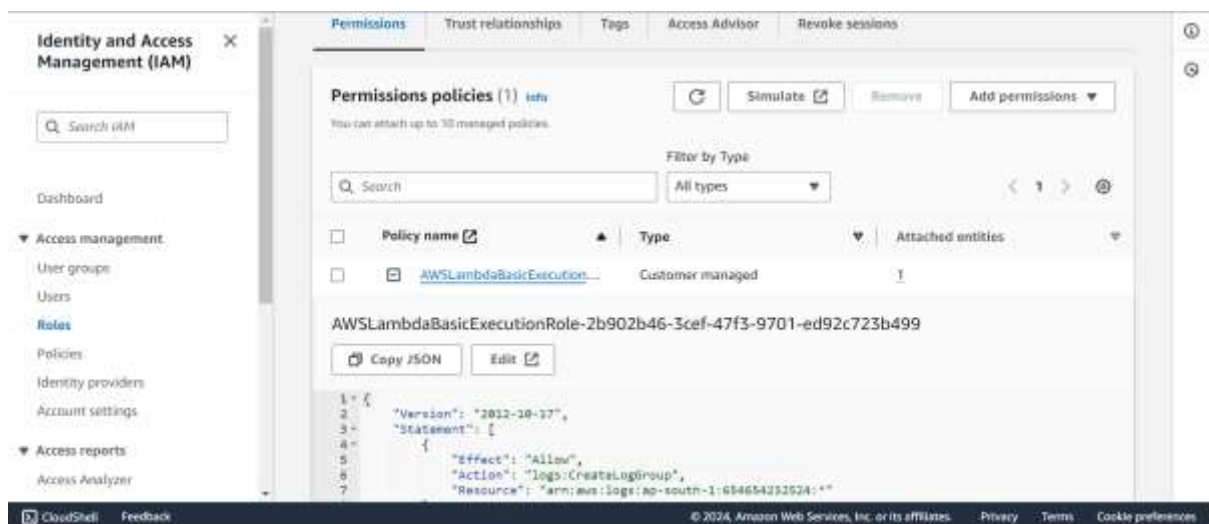 Permissions Trust relationships Tags Access Advisor Revoke sessions
Identity and Access
Management (IAM)
Permissions policies (1) Info
Simulate Remove Add permissions
You can attach up to 10 managed policies.
Search IAM
Filter by Type
Search
All types
1
Dashboard
Access management
Policy name Type Attached entities
User groups
AWSLambdaBasicExecution... Customer managed 1
Users
Roles
AWSLambdaBasicExecutionRole-2b902b46-3cef-47f3-9701-ed92c723b499
Policies
Copy JSON Edit
Identity providers
Account settings
1 {
2 "Version": "2012-10-17",
3 "Statement": [
4 {
Access reports
5 "Effect": "Allow",
6 "Action": "logs:CreateLogGroup",
Access Analyzer
7 "Resource": "arn:aws:logs:ap-south-1:654654232524:*"
CloudShell Feedback © 2024, Amazon Web Services, Inc. or its affiliates. Privacy Terms Cookie preferences